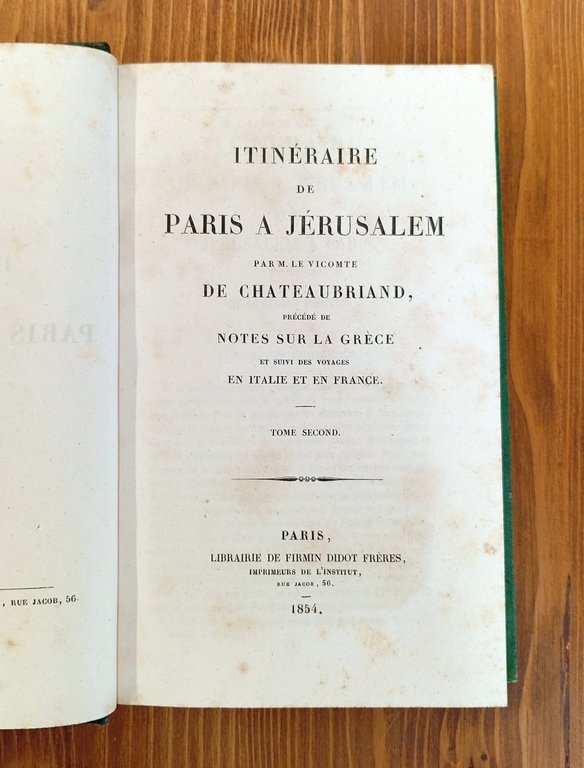 PARIS
, RUE JACOB, 56.
ITINÉRAIRE
DE
PARIS A JÉRUSALEM
PAR M. LE VICOMTE
DE CHATEAUBRIAND,
PRÉCÉDÉ DE
NOTES SUR LA GRÈCE
ET SUIVI DES VOYAGES
EN ITALIE ET EN FRANCE.
TOME SECOND.
PARIS,
LIBRAIRIE DE FIRMIN DIDOT FRÈRES,
IMPRIMEURS DE L'INSTITUT,
RUE JACOB, 56.
1854.